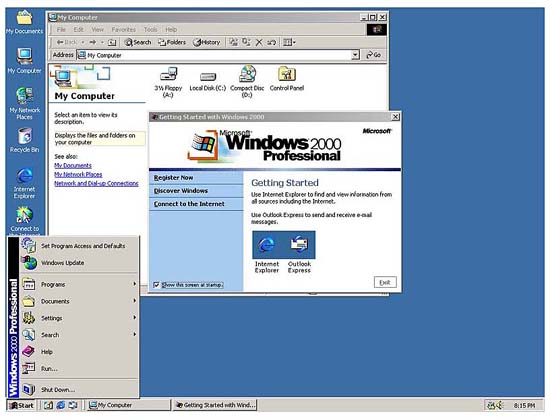 My Documents
My Computer
My Network
Places
Recycle Bin
Internet
Explorer
Connect to
My Computer
File Edit View Favorites Tools Help
Back
Search
Folders
History
Address
My Computer
Go
My Computer
Select an item to view its
description.
Displays the files and folders on
your computer
See also:
My Documents
My Network Places
Network and Dial-up Connections
3½ Floppy
(A:)
Local Disk (C:)
Compact Disc
(D:)
Control Panel
Getting Started with Windows 2000
Microsoft
Windows 2000
Professional
Microsoft
Register Now
Discover Windows
Connect to the Internet
Getting Started
Use Internet Explorer to find and view information from
all sources including the Internet.
Use Outlook Express to send and receive e-mail
messages.
Internet
Explorer
Outlook
Express
Show this screen at startup.
Exit
Windows 2000 Professional
Set Program Access and Defaults
Windows Update
Programs
Documents
Settings
Search
Help
Run...
Shut Down...
Start
My Computer
Getting Started with Wind...
8:15 PM